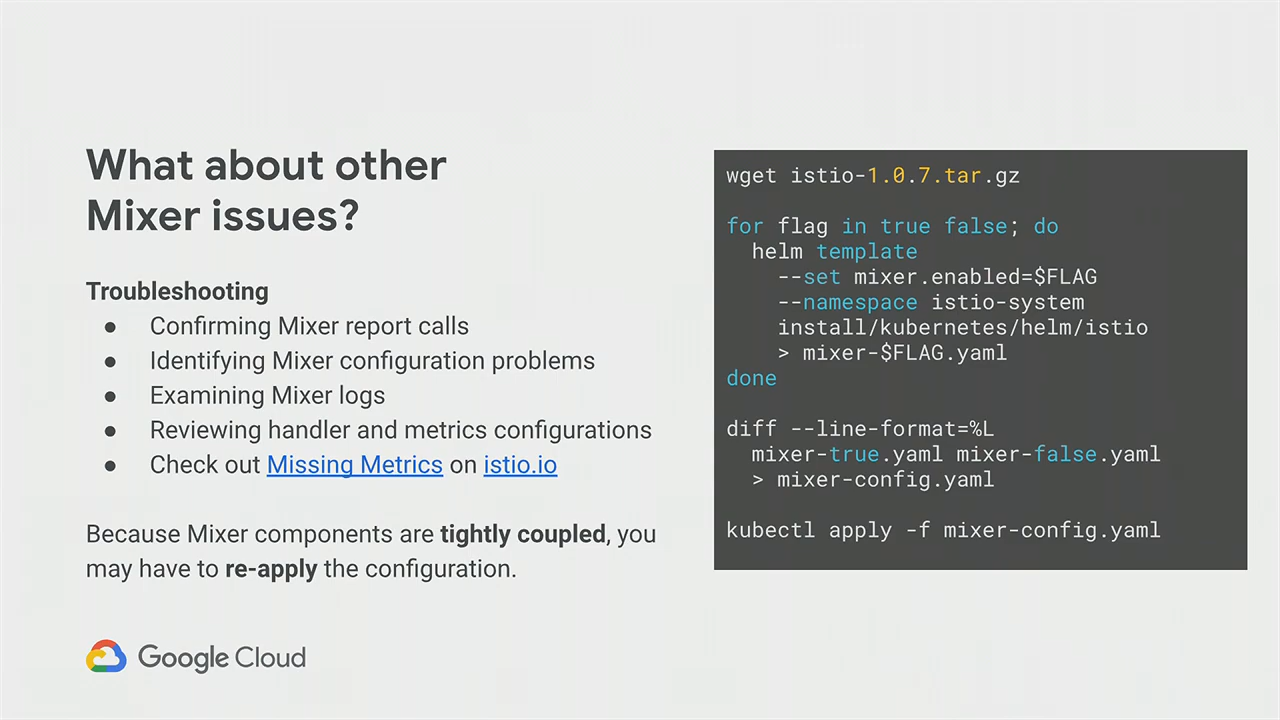 What about other
Mixer issues?
Troubleshooting
● Confirming Mixer report calls
● Identifying Mixer configuration problems
● Examining Mixer logs
● Reviewing handler and metrics configurations
● Check out Missing Metrics on istio.io
Because Mixer components are tightly coupled, you
may have to re-apply the configuration.
Google Cloud
wget istio-1.0.7.tar.gz
for flag in true false; do
helm template
--set mixer.enabled=$FLAG
--namespace istio-system
install/kubernetes/helm/istio
> mixer-$FLAG.yaml
done
diff --line-format=%L
mixer-true.yaml mixer-false.yaml
> mixer-config.yaml
kubectl apply -f mixer-config.yaml